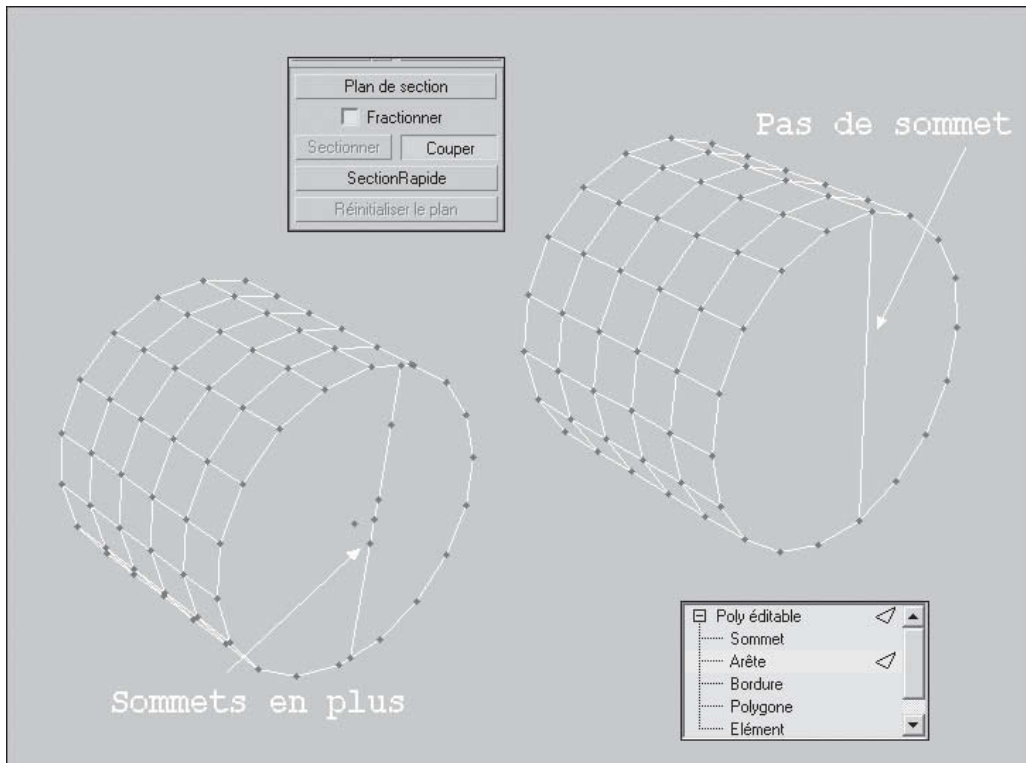 Plan de section
Fractionner
Sectionner Couper
SectionRapide
Réinitialiser le plan
Pas de sommet
Sommets en plus
Poly éditable
Sommet
Arête
Bordure
Polygone
Elément